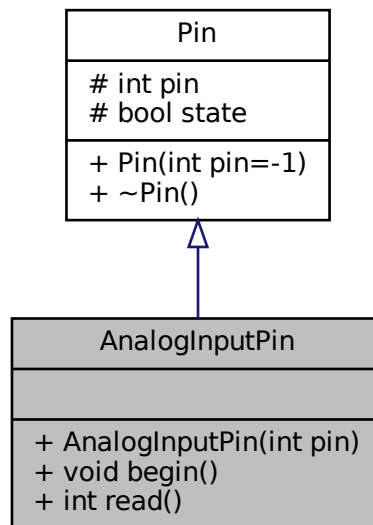 Pin
# int pin
# bool state
+ Pin(int pin=-1)
+ ~Pin()
AnalogInputPin
+ AnalogInputPin(int pin)
+ void begin()
+ int read()